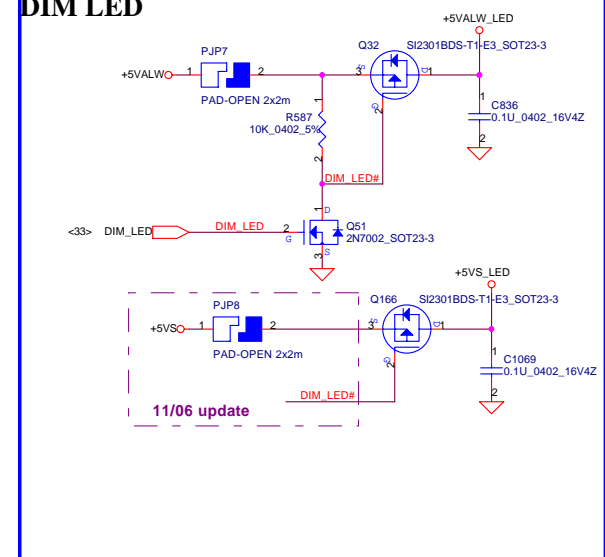 DIM LED
+5VALW_LED
PJP7
Q32
SI2301BDS-T1-E3_SOT23-3
+5VALW
1
2
3
S
D
1
PAD-OPEN 2x2m
G
2
1
R587
10K_0402_5%
2
1
C836
0.1U_0402_16V4Z
2
DIM_LED#
<33>
DIM_LED
DIM_LED
2
G
1
D
Q51
2N7002_SOT23-3
3
S
+5VS_LED
PJP8
Q166
SI2301BDS-T1-E3_SOT23-3
+5VS
1
2
3
S
D
1
PAD-OPEN 2x2m
G
2
1
C1069
0.1U_0402_16V4Z
2
DIM_LED#
11/06 update